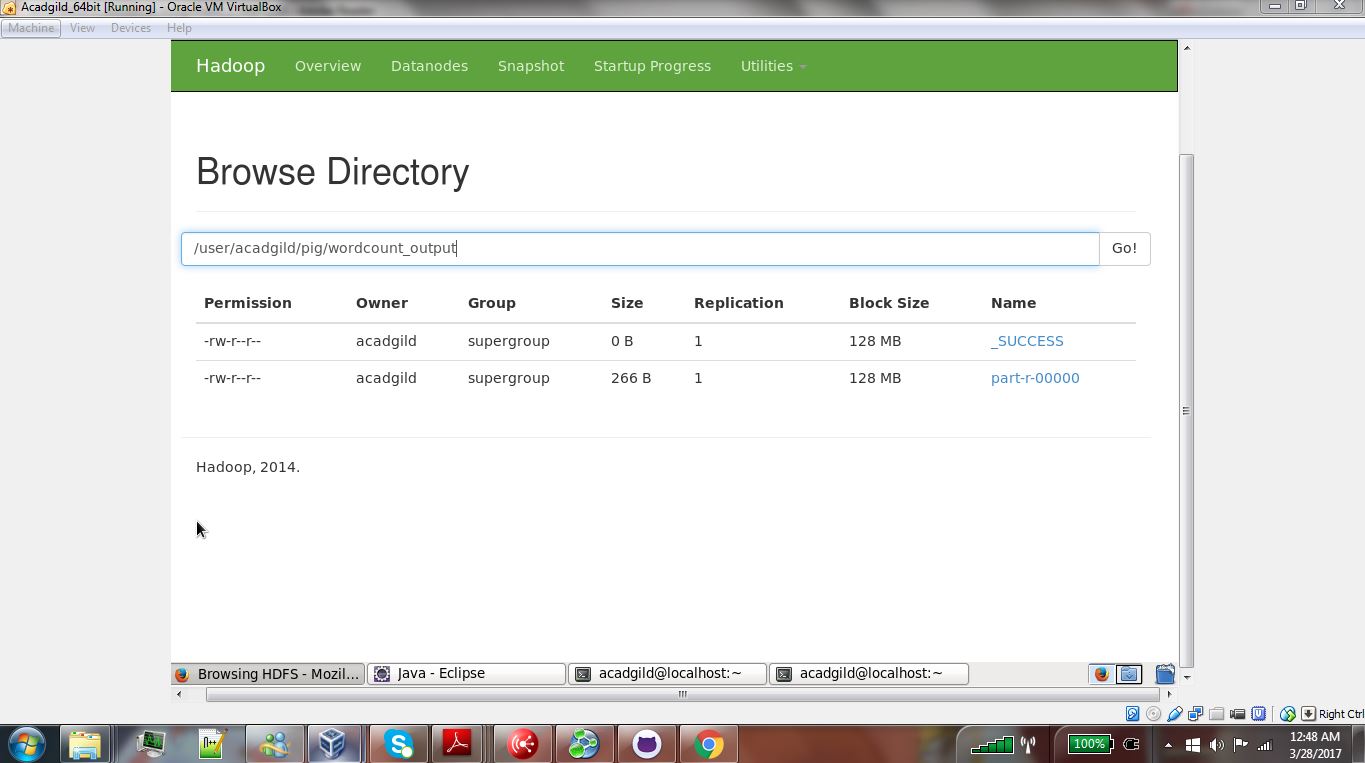 Acadgild_64bit [Running] - Oracle VM VirtualBox
Machine View Devices Help
Hadoop Overview Datanodes Snapshot Startup Progress Utilities
Browse Directory
/user/acadgild/pig/wordcount_output Go!
Permission Owner Group Size Replication Block Size Name
-rw-r--r-- acadgild supergroup 0 B 1 128 MB _SUCCESS
-rw-r--r-- acadgild supergroup 266 B 1 128 MB part-r-00000
Hadoop, 2014.
Browsing HDFS - Mozil... Java - Eclipse acadgild@localhost:~ acadgild@localhost:~
Right Ctrl
100% 12:48 AM
3/28/2017